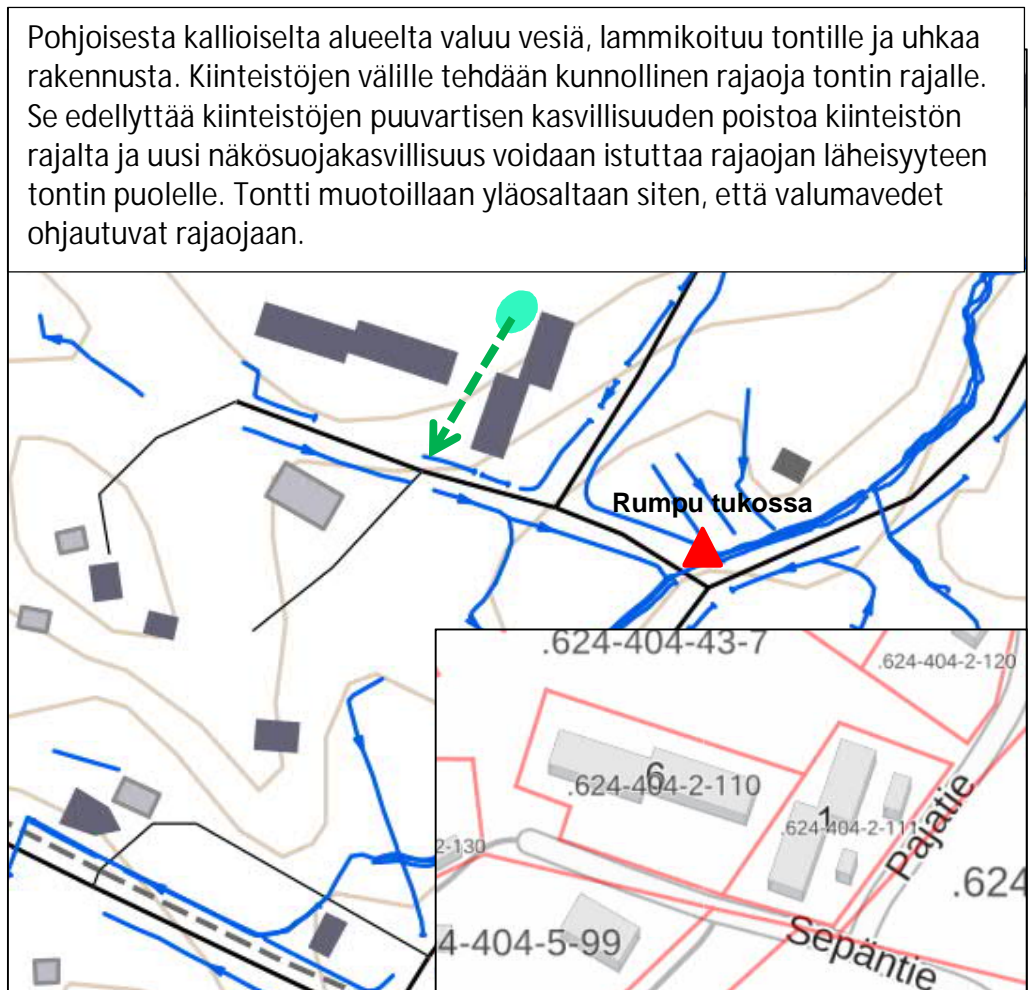 Pohjoisesta kallioiselta alueelta valuu vesiä, lammikoituu tontille ja uhkaa
rakennusta. Kiinteistöjen välille tehdään kunnollinen rajaoja tontin rajalle.
Se edellyttää kiinteistöjen puuvartisen kasvillisuuden poistoa kiinteistön
rajalta ja uusi näkösuojakasvillisuus voidaan istuttaa rajaojan läheisyyteen
tontin puolelle. Tontti muotoillaan yläosaltaan siten, että valumavedet
ohjautuvat rajaojaan.
Rumpu tukossa
.624-404-43-7
.624-404-2-120
6
.624-404-2-110
1
.624-404-2-111
Pajatie
2-130
.624
4-404-5-99
Sepäntie